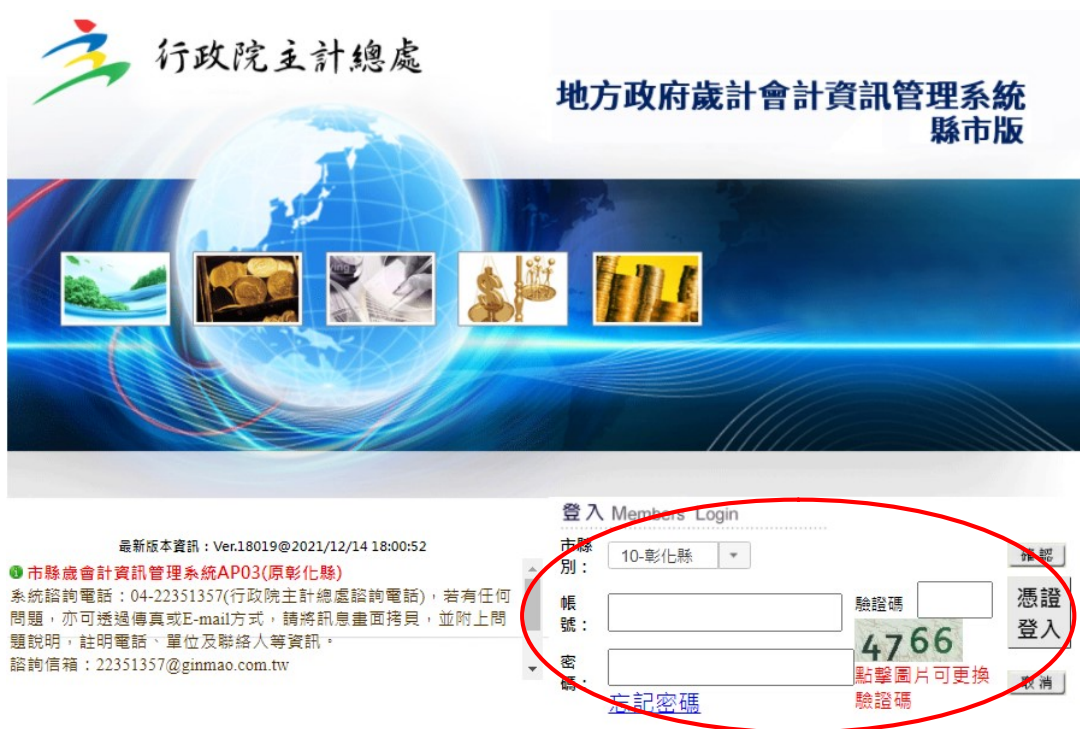 行政院主計總處
地方政府歲計會計資訊管理系統
縣市版
登入 Members Login
最新版本資訊：Ver.18019@2021/12/14 18:00:52
市縣歲會計資訊管理系統AP03(原彰化縣)
系統諮詢電話：04-22351357(行政院主計總處諮詢電話)，若有任何
問題，亦可透過傳真或E-mail方式，請將訊息畫面拷貝，並附上問
題說明，註明電話、單位及聯絡人等資訊。
諮詢信箱：22351357@ginmao.com.tw
市縣
別：
10-彰化縣
確認
帳
號：
驗證碼
憑證
登入
4766
密
碼：
點擊圖片可更換
驗證碼
取消
忘記密碼